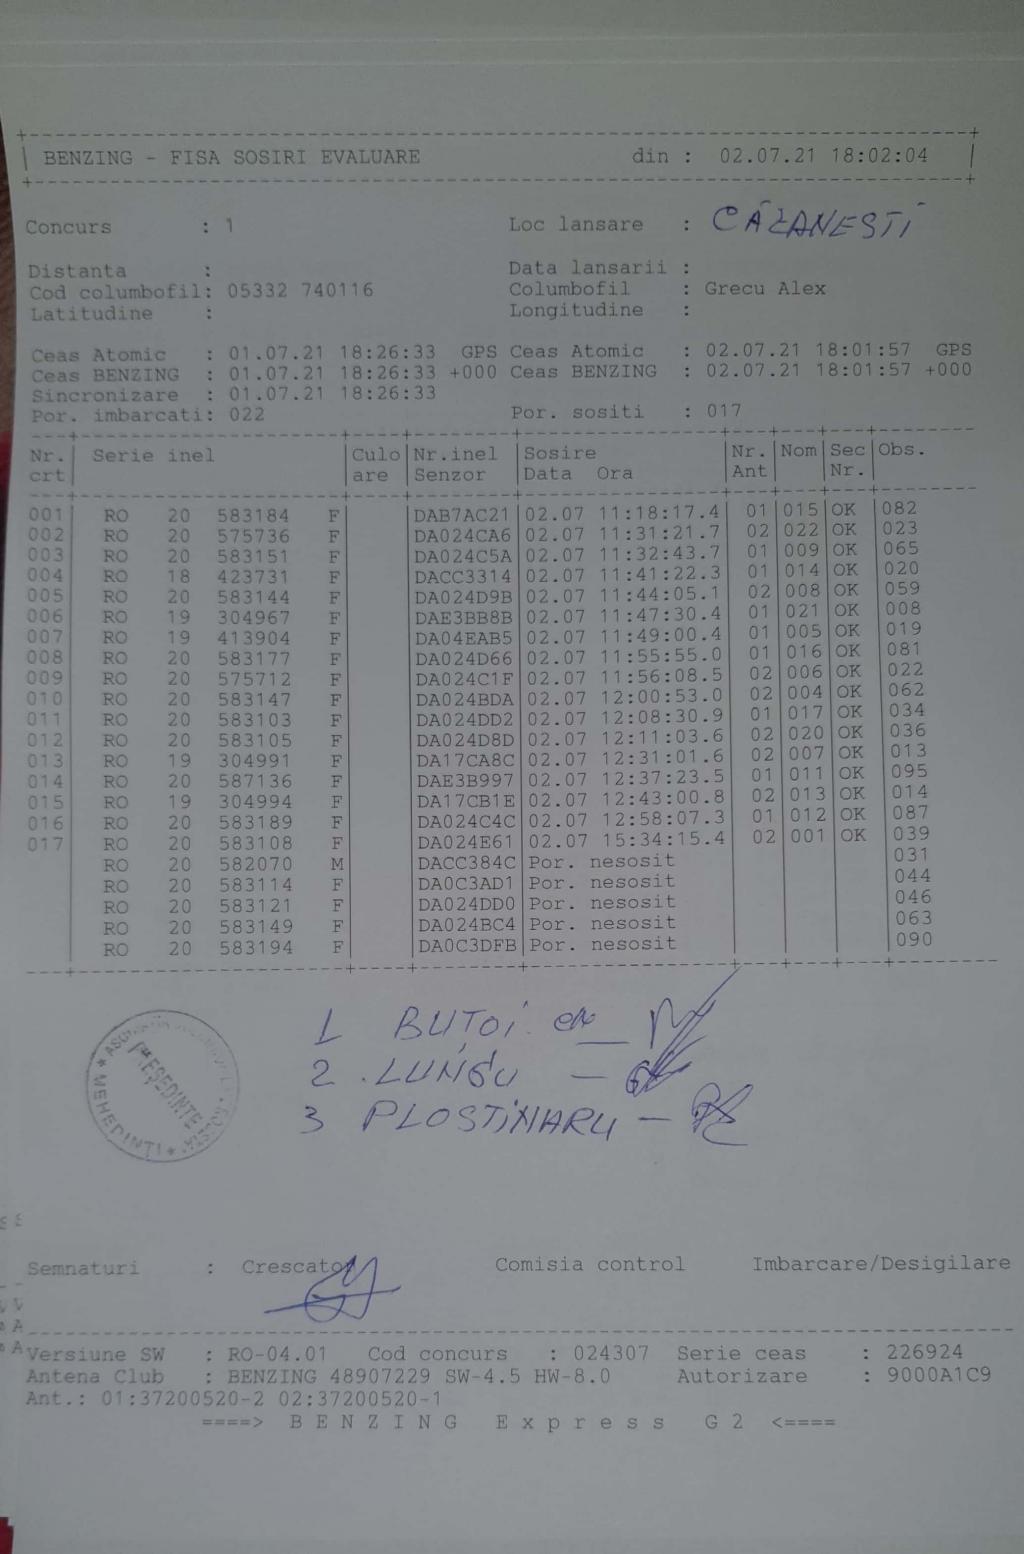 BENZING - FISA SOSIRI EVALUARE din : 02.07.21 18:02:04
Concurs : 1 Loc lansare : CĂZĂNEȘTI
Distanta : Data lansarii :
Cod columbofil: 05332 740116 Columbofil : Grecu Alex
Latitudine : Longitudine :
Ceas Atomic : 01.07.21 18:26:33 GPS Ceas Atomic : 02.07.21 18:01:57 GPS
Ceas BENZING : 01.07.21 18:26:33 +000 Ceas BENZING : 02.07.21 18:01:57 +000
Sincronizare : 01.07.21 18:26:33
Por. imbarcati: 022 Por. sositi : 017
Nr. Serie inel Culo Nr.inel Sosire Nr. Nom Sec Obs.
crt are Senzor Data Ora Ant Nr.
001 RO 20 583184 F DAB7AC21 02.07 11:18:17.4 01 015 OK 082
002 RO 20 575736 F DA024CA6 02.07 11:31:21.7 02 022 OK 023
003 RO 20 583151 F DA024C5A 02.07 11:32:43.7 01 009 OK 065
004 RO 18 423731 F DACC3314 02.07 11:41:22.3 01 014 OK 020
005 RO 20 583144 F DA024D9B 02.07 11:44:05.1 02 008 OK 059
006 RO 19 304967 F DAE3BB8B 02.07 11:47:30.4 01 021 OK 008
007 RO 19 413904 F DA04EAB5 02.07 11:49:00.4 01 005 OK 019
008 RO 20 583177 F DA024D66 02.07 11:55:55.0 01 016 OK 081
009 RO 20 575712 F DA024C1F 02.07 11:56:08.5 02 006 OK 022
010 RO 20 583147 F DA024BDA 02.07 12:00:53.0 02 004 OK 062
011 RO 20 583103 F DA024DD2 02.07 12:08:30.9 01 017 OK 034
012 RO 20 583105 F DA024D8D 02.07 12:11:03.6 02 020 OK 036
013 RO 19 304991 F DA17CA8C 02.07 12:31:01.6 02 007 OK 013
014 RO 20 587136 F DAE3B997 02.07 12:37:23.5 01 011 OK 095
015 RO 19 304994 F DA17CB1E 02.07 12:43:00.8 02 013 OK 014
016 RO 20 583189 F DA024C4C 02.07 12:58:07.3 01 012 OK 087
017 RO 20 583108 F DA024E61 02.07 15:34:15.4 02 001 OK 039
RO 20 582070 M DACC384C Por. nesosit 031
RO 20 583114 F DA0C3AD1 Por. nesosit 044
RO 20 583121 F DA024DD0 Por. nesosit 046
RO 20 583149 F DA024BC4 Por. nesosit 063
RO 20 583194 F DA0C3DFB Por. nesosit 090
1 BUȚOI
2 .LUNGU
3 PLOSTINARU
PREȘEDINTE
MEHEDINTI
Semnaturi : Crescator Comisia control Imbarcare/Desigilare
Versiune SW : RO-04.01 Cod concurs : 024307 Serie ceas : 226924
Antena Club : BENZING 48907229 SW-4.5 HW-8.0 Autorizare : 9000A1C9
Ant.: 01:37200520-2 02:37200520-1
====> B E N Z I N G E x p r e s s G 2 <====